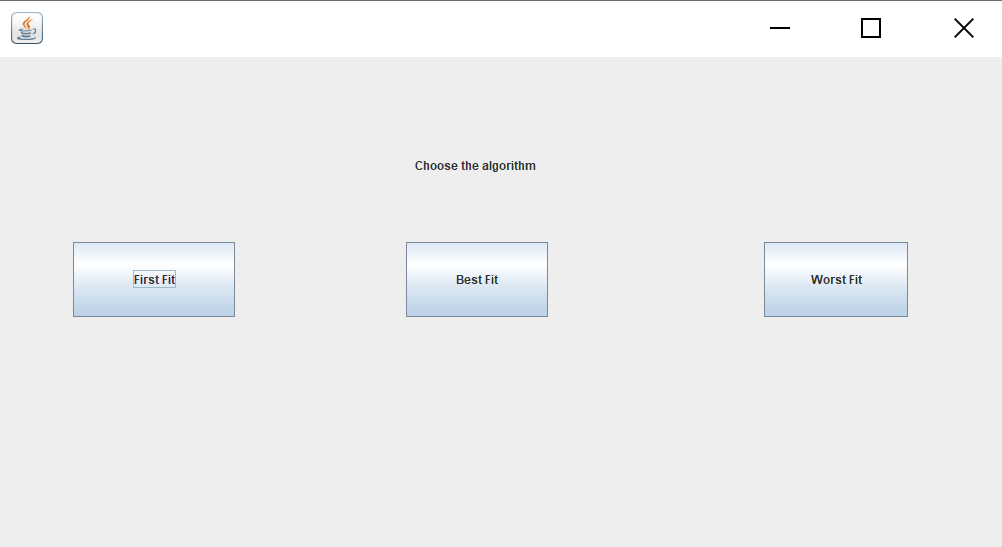 Choose the algorithm
First Fit
Best Fit
Worst Fit